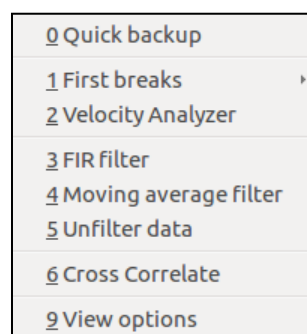 0 Quick backup
1 First breaks
2 Velocity Analyzer
3 FIR filter
4 Moving average filter
5 Unfilter data
6 Cross Correlate
9 View options